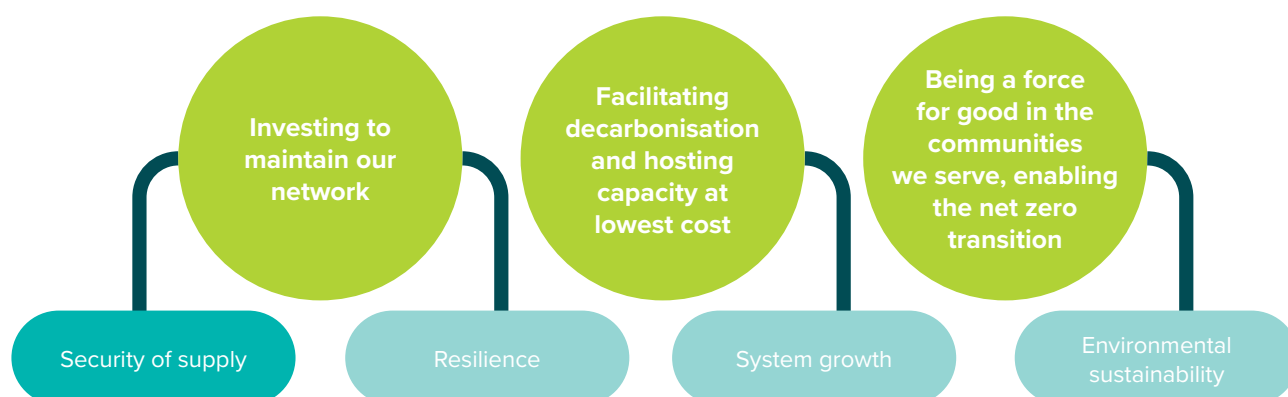 Investing to
maintain our
network
Facilitating
decarbonisation
and hosting
capacity at
lowest cost
Being a force
for good in the
communities
we serve, enabling
the net zero
transition
Security of supply
Resilience
System growth
Environmental
sustainability